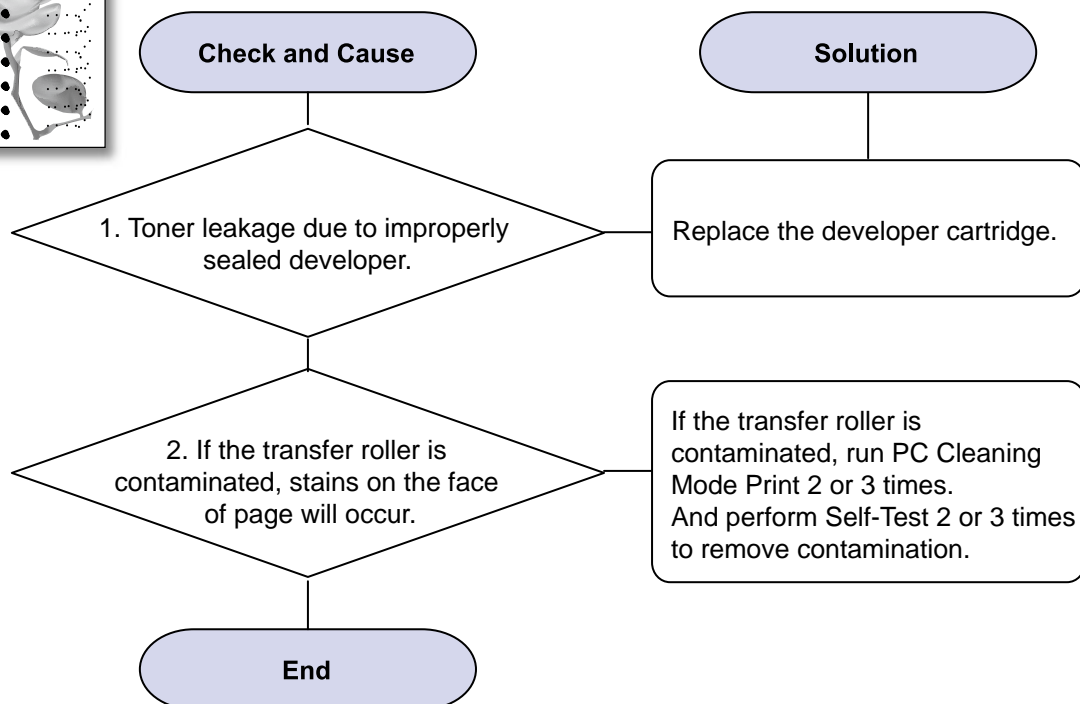 Check and Cause
Solution
1. Toner leakage due to improperly
sealed developer.
Replace the developer cartridge.
2. If the transfer roller is
contaminated, stains on the face
of page will occur.
If the transfer roller is
contaminated, run PC Cleaning
Mode Print 2 or 3 times.
And perform Self-Test 2 or 3 times
to remove contamination.
End